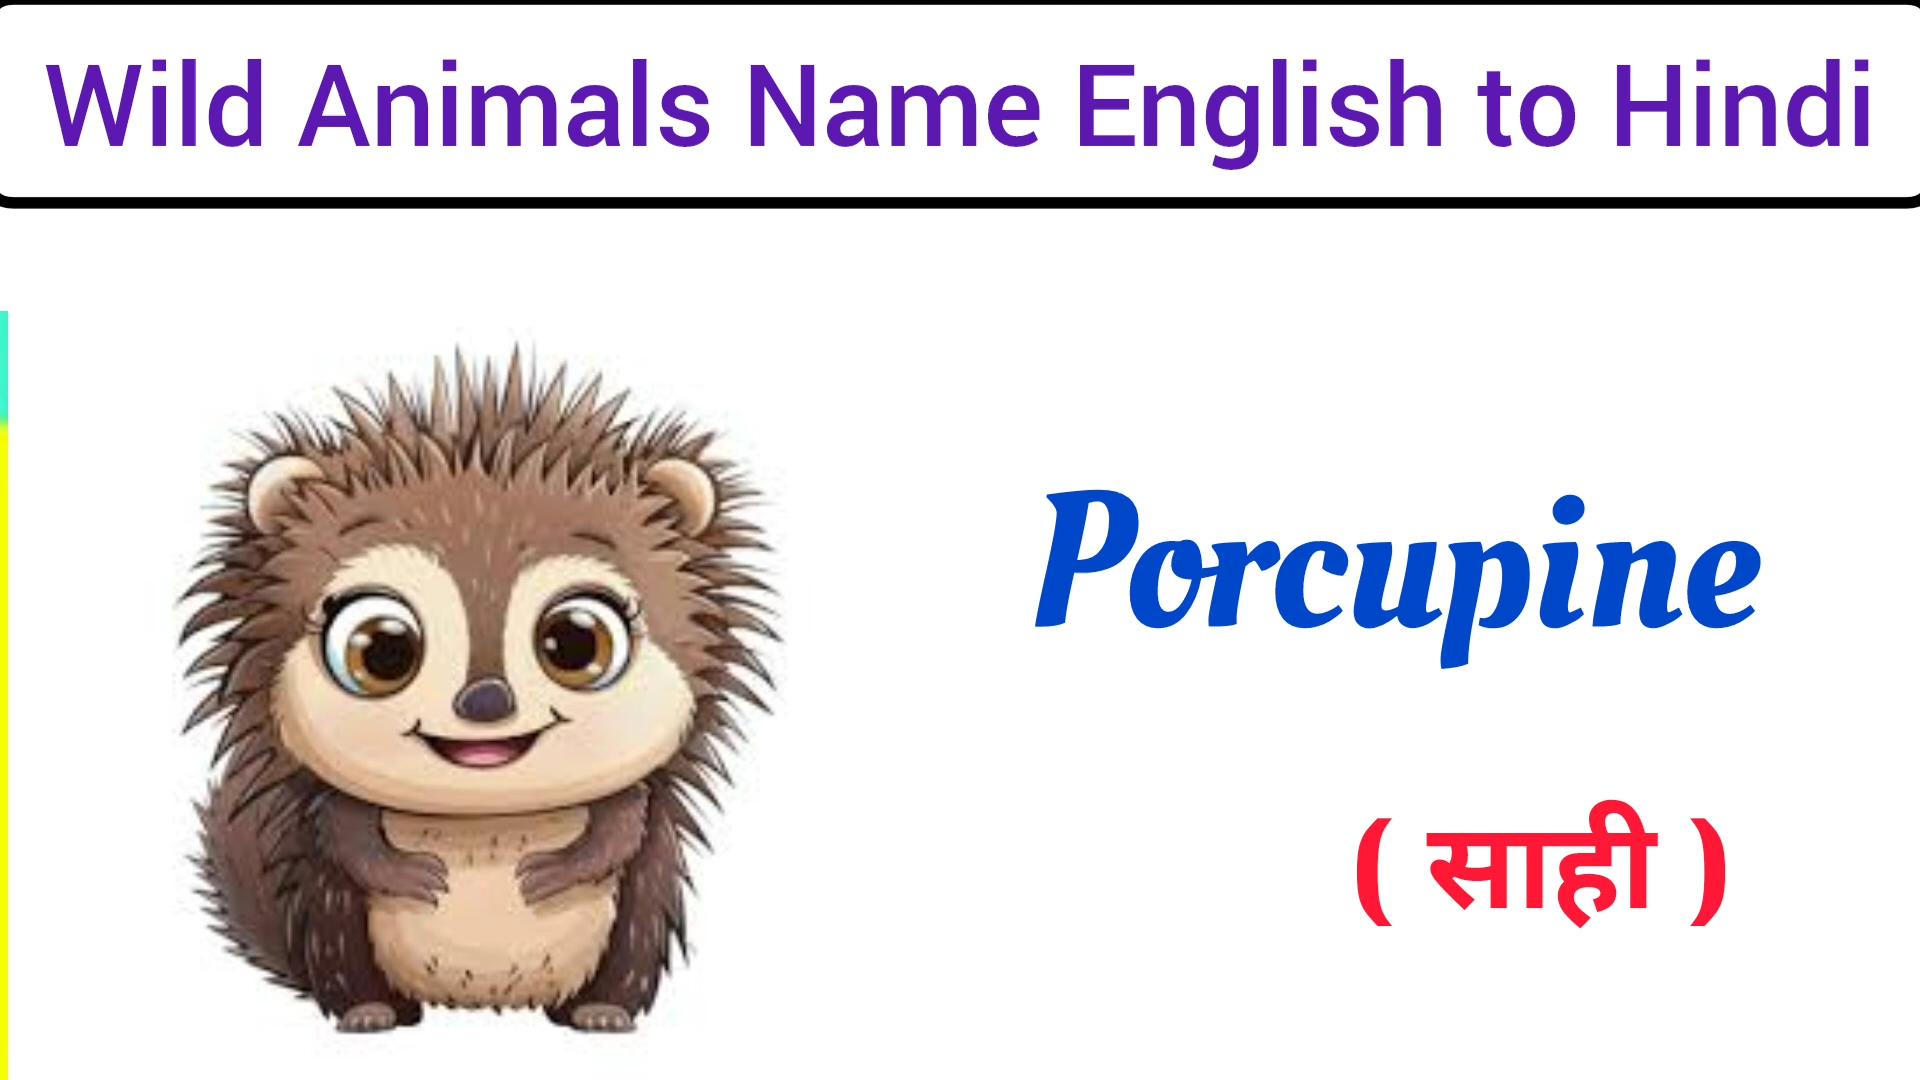 Wild Animals Name English to Hindi
Porcupine
( साही )